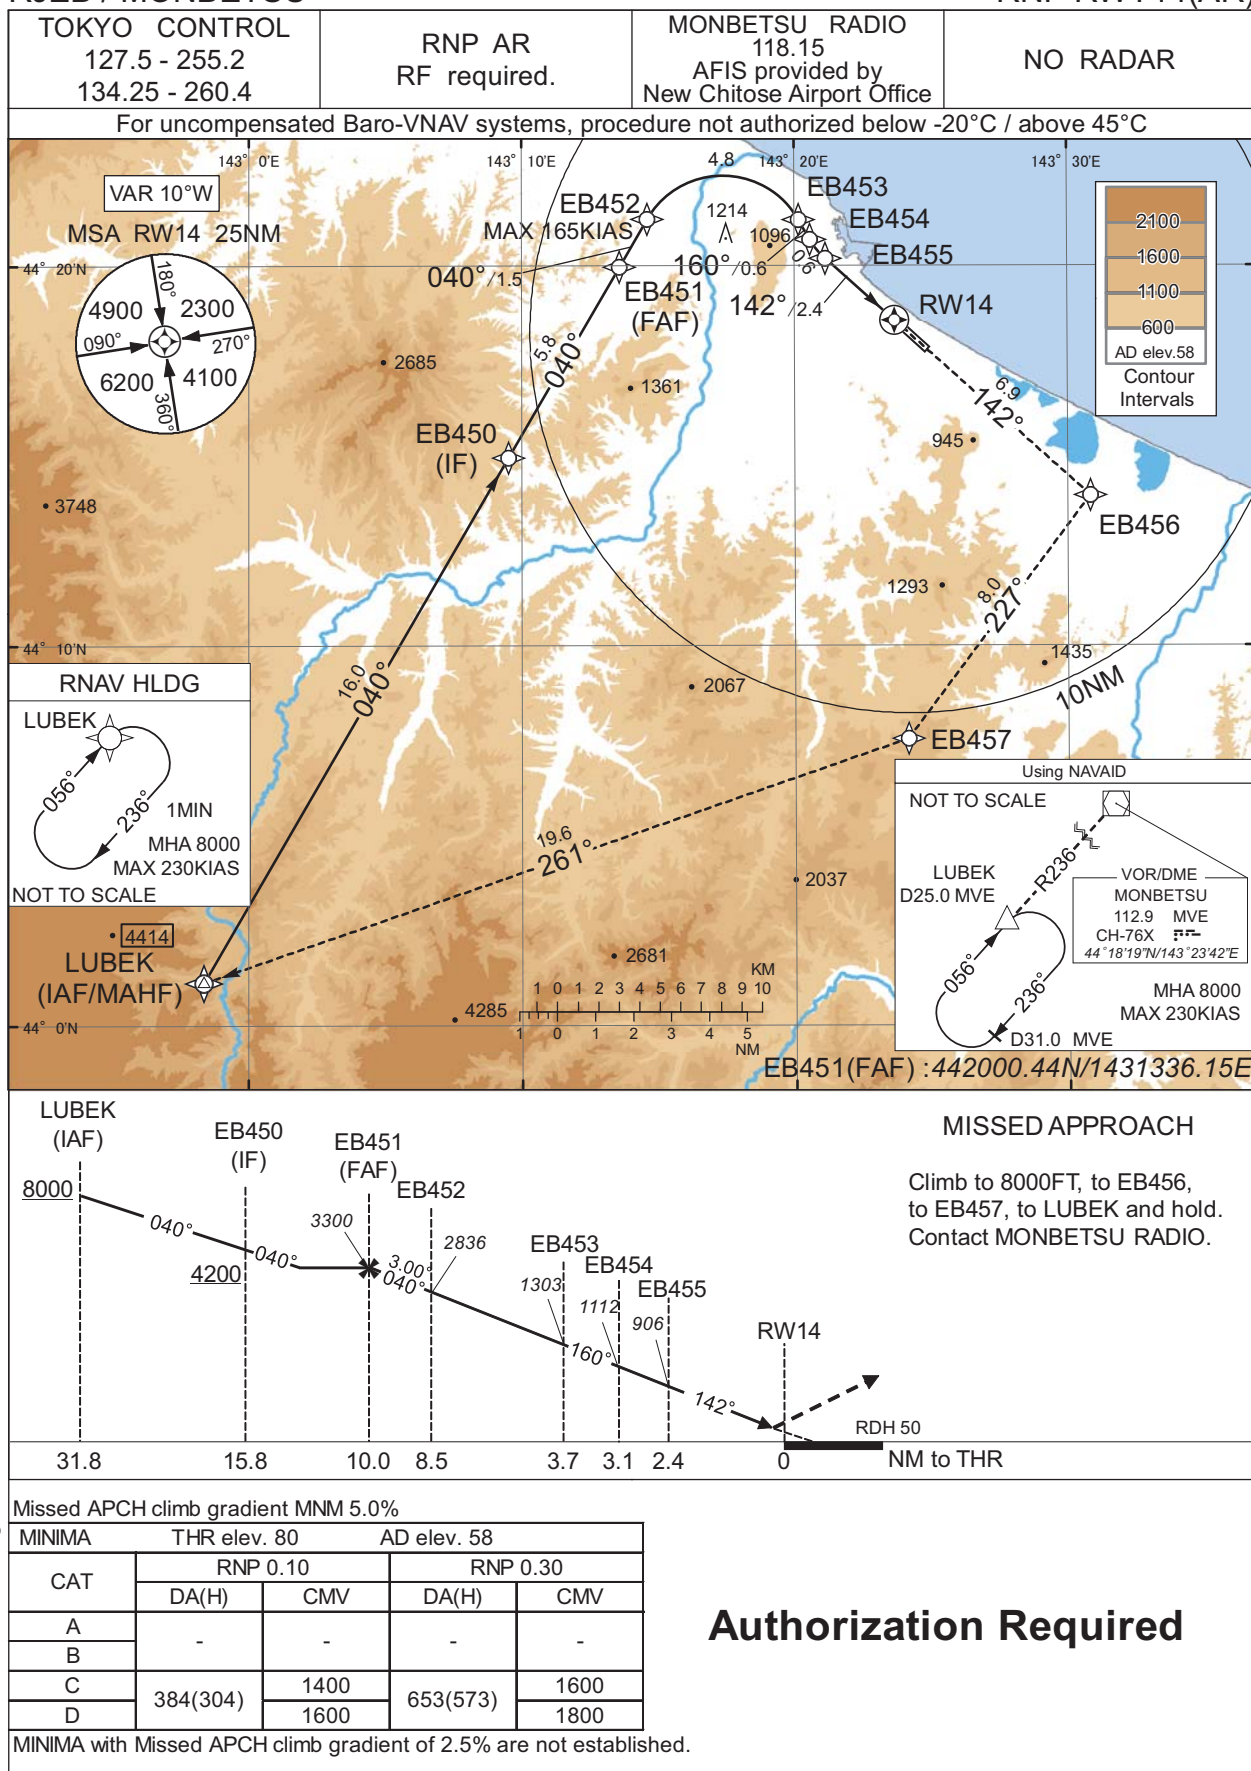 TOKYO CONTROL
127.5 - 255.2
134.25 - 260.4
RNP AR
RF required.
MONBETSU RADIO
118.15
AFIS provided by
New Chitose Airport Office
NO RADAR
For uncompensated Baro-VNAV systems, procedure not authorized below -20°C / above 45°C
143° 0'E
143° 10'E
143° 20'E
143° 30'E
VAR 10°W
MSA RW14 25NM
180°
4900
2300
090°
270°
6200
4100
360°
4.8
EB452
MAX 165KIAS
EB453
1214
1096
EB454
EB455
160°/0.6
0.6
040°/1.5
EB451
(FAF)
142°/2.4
RW14
2100
1600
1100
600
AD elev.58
Contour
Intervals
44° 20'N
5.8
040°
2685
1361
6.9
142°
945
EB450
(IF)
3748
EB456
1293
8.0
227°
44° 10'N
1435
10NM
16.0
040°
2067
RNAV HLDG
LUBEK
056°
236°
1MIN
MHA 8000
MAX 230KIAS
NOT TO SCALE
EB457
19.6
261°
2037
Using NAVAID
NOT TO SCALE
R236
LUBEK
D25.0 MVE
VOR/DME
MONBETSU
112.9 MVE
CH-76X
44°18'19"N/143°23'42"E
056°
236°
MHA 8000
MAX 230KIAS
D31.0 MVE
4414
LUBEK
(IAF/MAHF)
2681
4285
44° 0'N
KM
1 0 1 2 3 4 5 6 7 8 9 10
1 0 1 2 3 4 5
NM
EB451(FAF) :442000.44N/1431336.15E
LUBEK
(IAF)
EB450
(IF)
EB451
(FAF)
EB452
EB453
EB454
EB455
RW14
8000
040°
040°
4200
3300
3.00°
040°
2836
1303
1112
906
160°
142°
RDH 50
31.8 15.8 10.0 8.5 3.7 3.1 2.4 0 NM to THR
MISSED APPROACH
Climb to 8000FT, to EB456,
to EB457, to LUBEK and hold.
Contact MONBETSU RADIO.
Missed APCH climb gradient MNM 5.0%
MINIMA THR elev. 80 AD elev. 58
CAT RNP 0.10 RNP 0.30
DA(H) CMV DA(H) CMV
A
B
- - - -
C 384(304) 1400 653(573) 1600
D 1600 1800
MINIMA with Missed APCH climb gradient of 2.5% are not established.
Authorization Required